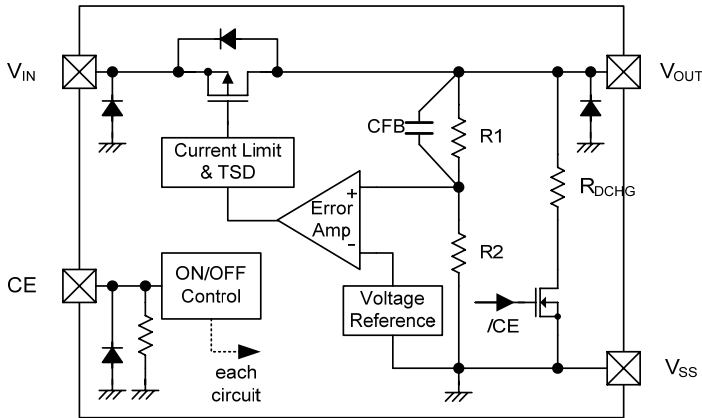 VIN
VOUT
CFB
R1
Current Limit
& TSD
RDCHG
+
Error
Amp
-
R2
CE
ON/OFF
Control
Voltage
Reference
/CE
each
circuit
VSS